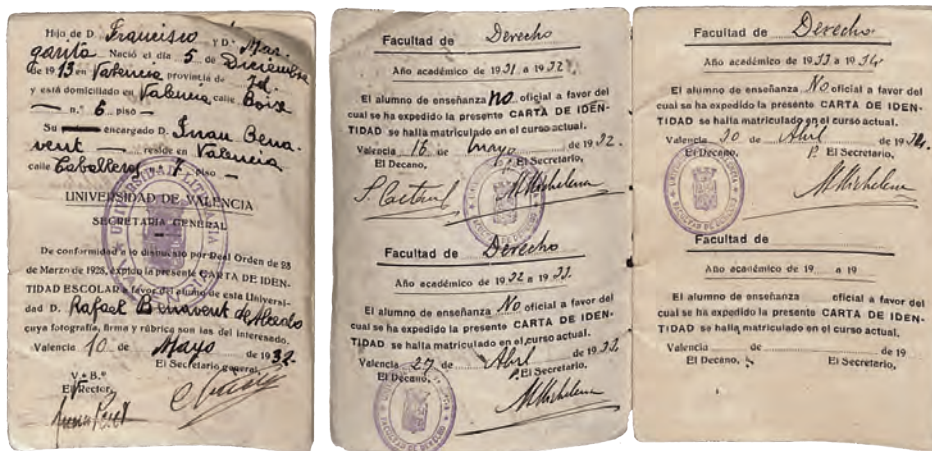 Hijo de D. Francisco y D.ª Mar-
garita Nació el día 5 de Diciembre
de 1913 en Valencia provincia de Id.
y está domiciliado en Valencia calle Boix
— n.º 6 piso —
Su encargado D. Juan Bena-
vent — reside en Valencia
calle Caballeros 7 piso —
UNIVERSIDAD DE VALENCIA
SECRETARIA GENERAL
De conformidad a lo dispuesto por Real Orden de 23
de Marzo de 1928, expido la presente CARTA DE IDEN-
TIDAD ESCOLAR a favor del alumno de esta Universi-
dad D. Rafael Benavent de Alcedo
cuya fotografía, firma y rúbrica son las del interesado.
Valencia 10 de Mayo de 1932
El Secretario general,
V.º B.º
El Rector,
Facultad de Derecho
Año académico de 1931 a 1932
El alumno de enseñanza no oficial a favor del
cual se ha expedido la presente CARTA DE IDEN-
TIDAD se halla matriculado en el curso actual.
Valencia 16 de mayo de 1932.
El Decano, P. El Secretario,
M. Michelena
Facultad de Derecho
Año académico de 1932 a 1933
El alumno de enseñanza No oficial a favor del
cual se ha expedido la presente CARTA DE IDEN-
TIDAD se halla matriculado en el curso actual.
Valencia 27 de Abril de 1933.
El Decano, P. El Secretario,
M. Michelena
Facultad de Derecho
Año académico de 1933 a 1934
El alumno de enseñanza No oficial a favor del
cual se ha expedido la presente CARTA DE IDEN-
TIDAD se halla matriculado en el curso actual.
Valencia 20 de Abril de 1934.
El Decano, P. El Secretario,
M. Michelena
Facultad de
Año académico de 19 a 19
El alumno de enseñanza oficial a favor del
cual se ha expedido la presente CARTA DE IDEN-
TIDAD se halla matriculado en el curso actual.
Valencia de de 19
El Decano, El Secretario,